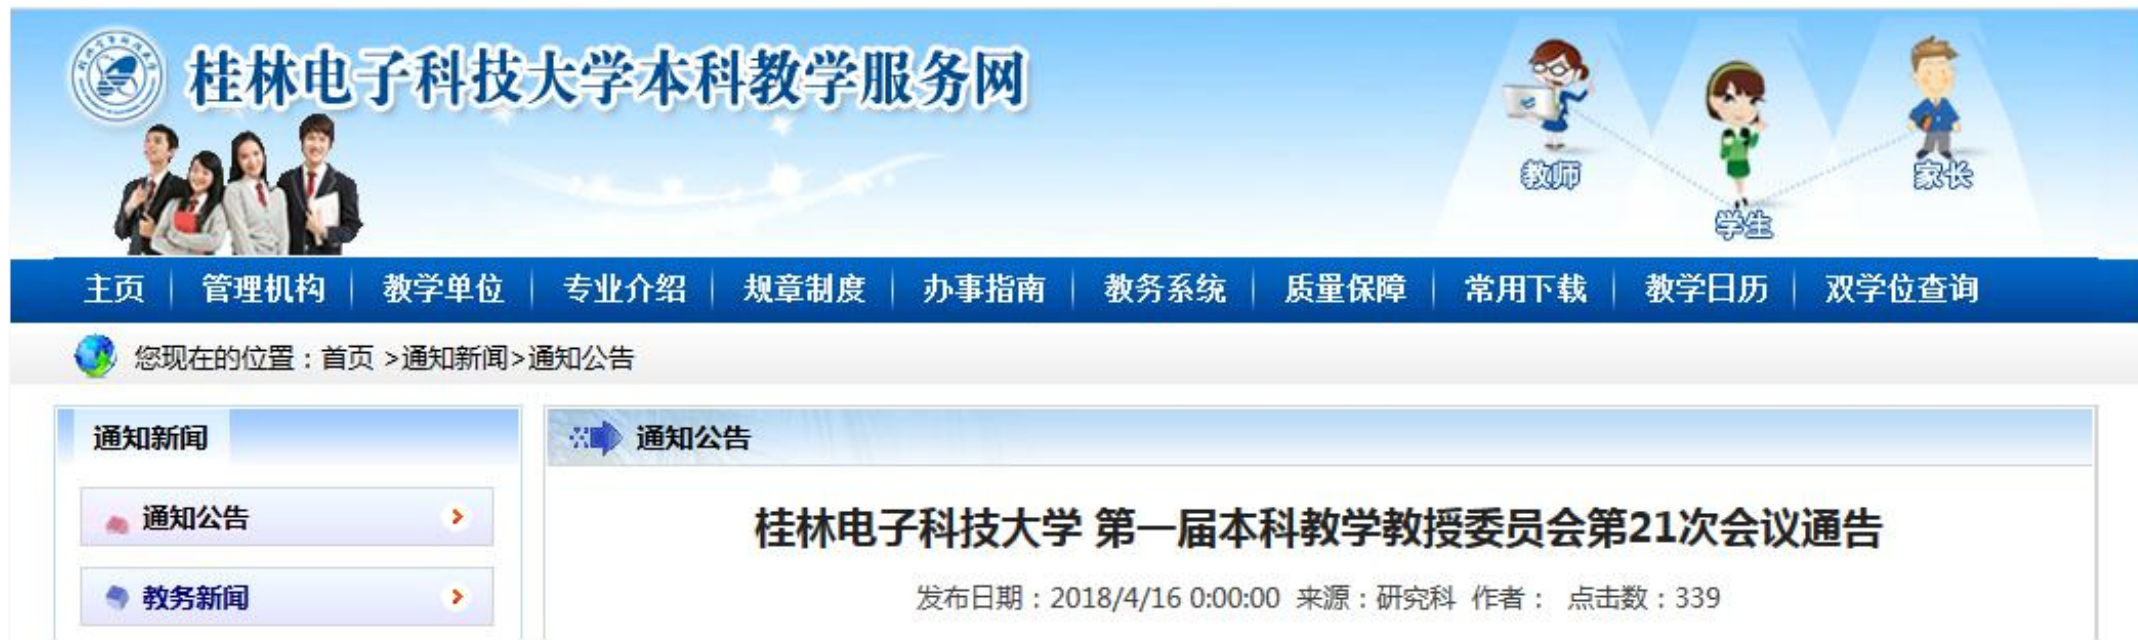 桂林电子科技大学本科教学服务网
教师
学生
家长
主页 管理机构 教学单位 专业介绍 规章制度 办事指南 教务系统 质量保障 常用下载 教学日历 双学位查询
您现在的位置：首页 >通知新闻>通知公告
通知新闻
通知公告
教务新闻
通知公告
桂林电子科技大学 第一届本科教学教授委员会第21次会议通告
发布日期：2018/4/16 0:00:00 来源：研究科 作者： 点击数：339